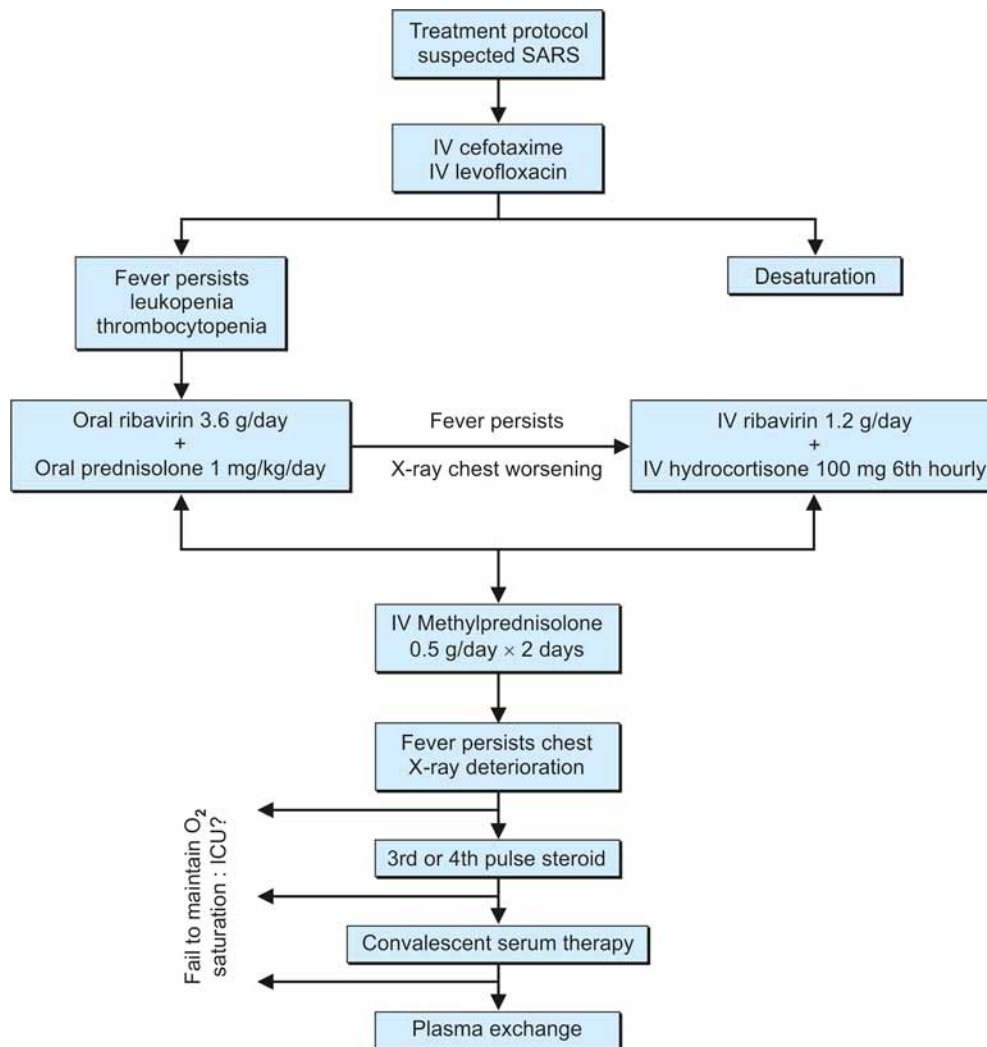 Treatment protocol
suspected SARS
IV cefotaxime
IV levofloxacin
Fever persists
leukopenia
thrombocytopenia
Desaturation
Oral ribavirin 3.6 g/day
+
Oral prednisolone 1 mg/kg/day
Fever persists
X-ray chest worsening
IV ribavirin 1.2 g/day
+
IV hydrocortisone 100 mg 6th hourly
IV Methylprednisolone
0.5 g/day × 2 days
Fever persists chest
X-ray deterioration
Fail to maintain O₂
saturation : ICU?
3rd or 4th pulse steroid
Convalescent serum therapy
Plasma exchange